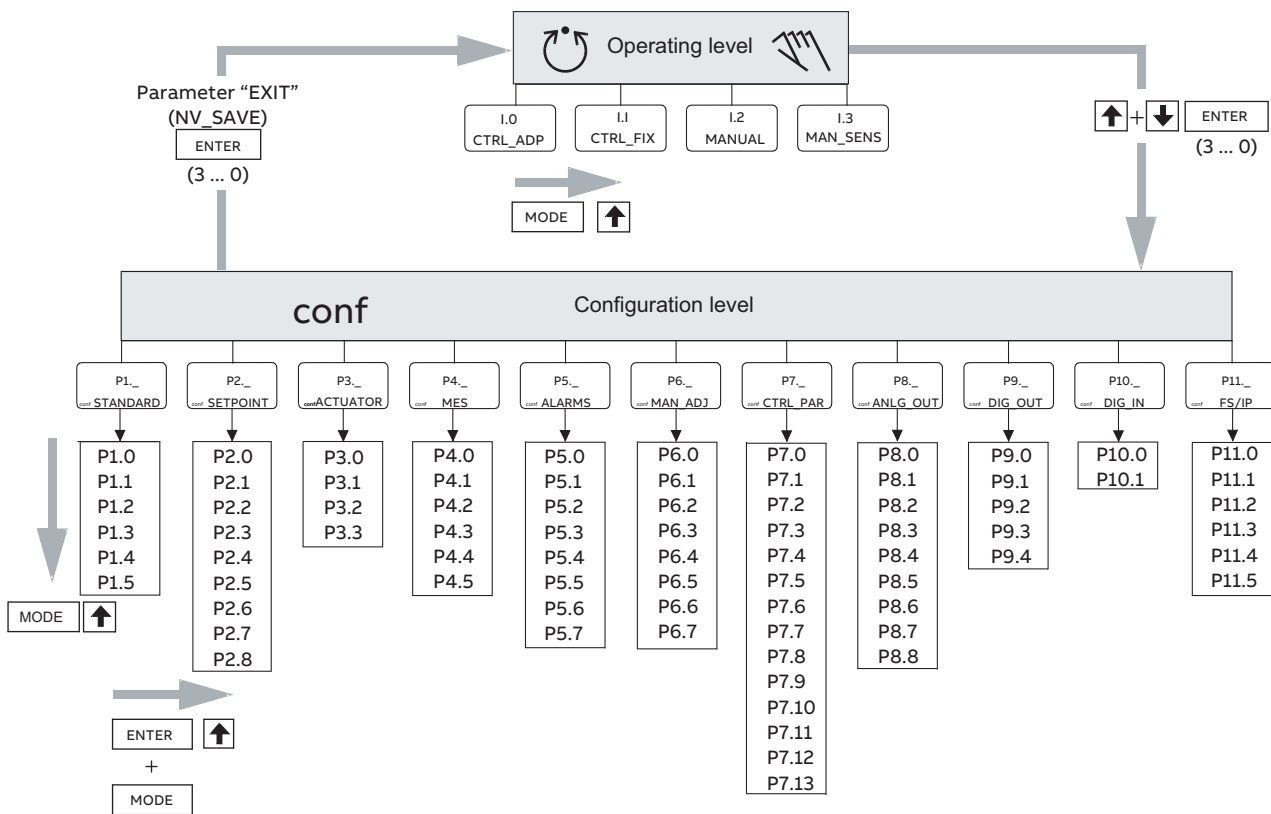 Operating level
Parameter “EXIT”
(NV_SAVE)
ENTER
(3 ... 0)
I.0
CTRL_ADP
I.I
CTRL_FIX
I.2
MANUAL
I.3
MAN_SENS
+ ENTER
(3 ... 0)
MODE
conf
Configuration level
P1._
conf STANDARD
P2._
conf SETPOINT
P3._
conf ACTUATOR
P4._
conf MES
P5._
conf ALARMS
P6._
conf MAN_ADJ
P7._
conf CTRL_PAR
P8._
conf ANLG_OUT
P9._
conf DIG_OUT
P10._
conf DIG_IN
P11._
conf FS/IP
P1.0
P1.1
P1.2
P1.3
P1.4
P1.5
P2.0
P2.1
P2.2
P2.3
P2.4
P2.5
P2.6
P2.7
P2.8
P3.0
P3.1
P3.2
P3.3
P4.0
P4.1
P4.2
P4.3
P4.4
P4.5
P5.0
P5.1
P5.2
P5.3
P5.4
P5.5
P5.6
P5.7
P6.0
P6.1
P6.2
P6.3
P6.4
P6.5
P6.6
P6.7
P7.0
P7.1
P7.2
P7.3
P7.4
P7.5
P7.6
P7.7
P7.8
P7.9
P7.10
P7.11
P7.12
P7.13
P8.0
P8.1
P8.2
P8.3
P8.4
P8.5
P8.6
P8.7
P8.8
P9.0
P9.1
P9.2
P9.3
P9.4
P10.0
P10.1
P11.0
P11.1
P11.2
P11.3
P11.4
P11.5
MODE
ENTER
+
MODE